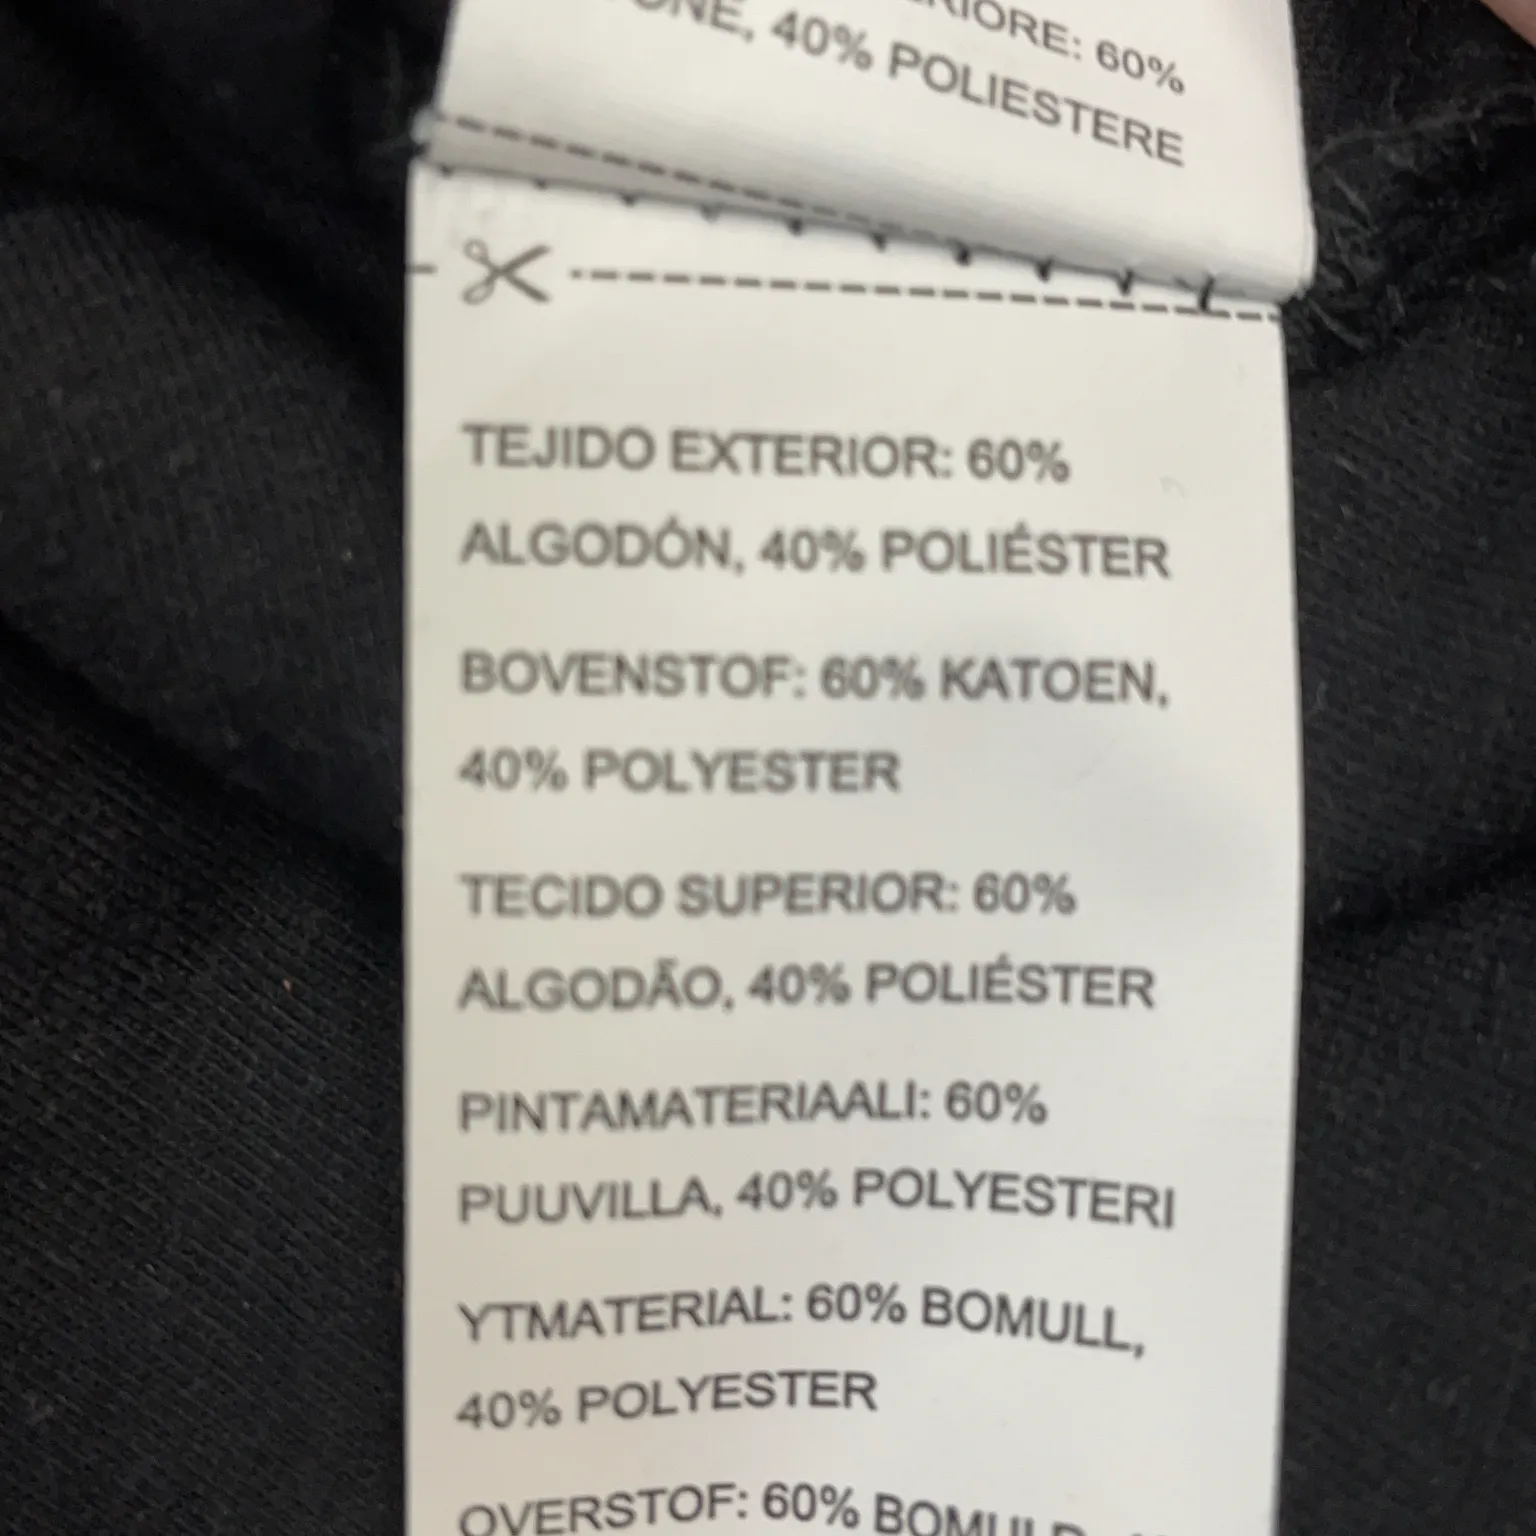 40% POLIESTERE
TEJIDO EXTERIOR: 60%
ALGODÓN, 40% POLIÉSTER
BOVENSTOF: 60% KATOEN,
40% POLYESTER
TECIDO SUPERIOR: 60%
ALGODÃO, 40% POLIÉSTER
PINTAMATERIAALI: 60%
PUUVILLA, 40% POLYESTERI
YTMATERIAL: 60% BOMULL,
40% POLYESTER
OVERSTOF: 60% BOMULD,